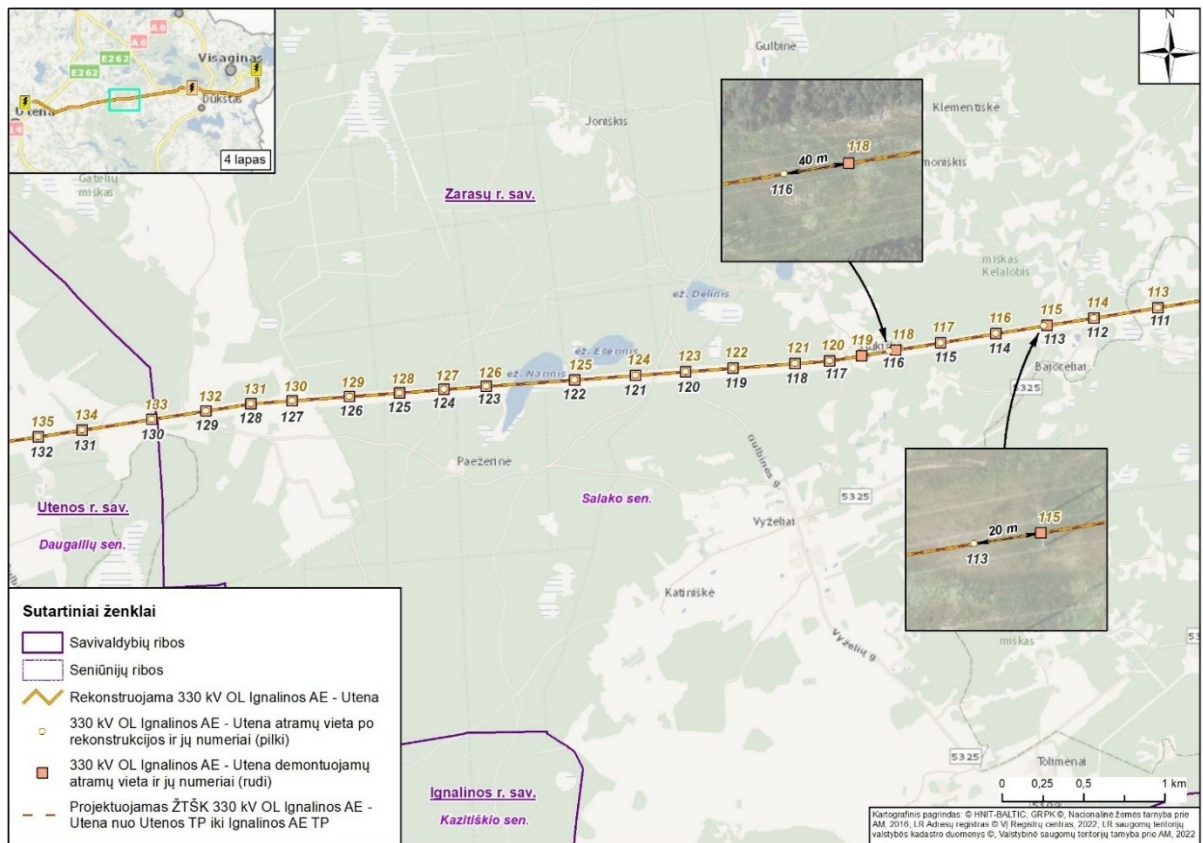 E262
A6
A6
E262
Visaginas
Dūkštas
Utena
4 lapas
Gulbinė
Klementiškė
Joniškis
Gatelių
miškas
Zarasų r. sav.
118
40 m
116
moniškis
miškas
Kelalobis
ež. Dėlinis
ež. Ešerinis
ež. Narinis
135 134 133 132 131 130 129 128 127 126 125 124 123 122 121 120 119 118 117 116 115 114 113
132 131 130 129 128 127 126 125 124 123 122 121 120 119 118 117 116 115 114 113 112 111
Bajorėliai
5325
Gulbinės g.
Paežerinė
5325
Salako sen.
Vyželiai
Utenos r. sav.
Daugailių sen.
115
20 m
113
Katiniškė
miškas
Vyželių g.
Sutartiniai ženklai
Savivaldybių ribos
Seniūnijų ribos
Rekonstruojama 330 kV OL Ignalinos AE - Utena
330 kV OL Ignalinos AE - Utena atramų vieta po
rekonstrukcijos ir jų numeriai (pilki)
330 kV OL Ignalinos AE - Utena demontuojamų
atramų vieta ir jų numeriai (rudi)
Projektuojamas ŽTŠK 330 kV OL Ignalinos AE -
Utena nuo Utenos TP iki Ignalinos AE TP
5325
Tolimėnai
Ignalinos r. sav.
Kazitiškio sen.
0 0,25 0,5 1 km
Kartografinis pagrindas: © HNIT-BALTIC; GRPK ©, Nacionalinė žemės tarnyba prie
AM, 2016; LR Adresų registras © VĮ Registrų centras, 2022; LR saugomų teritorijų
valstybės kadastro duomenys ©, Valstybinė saugomų teritorijų tarnyba prie AM, 2022